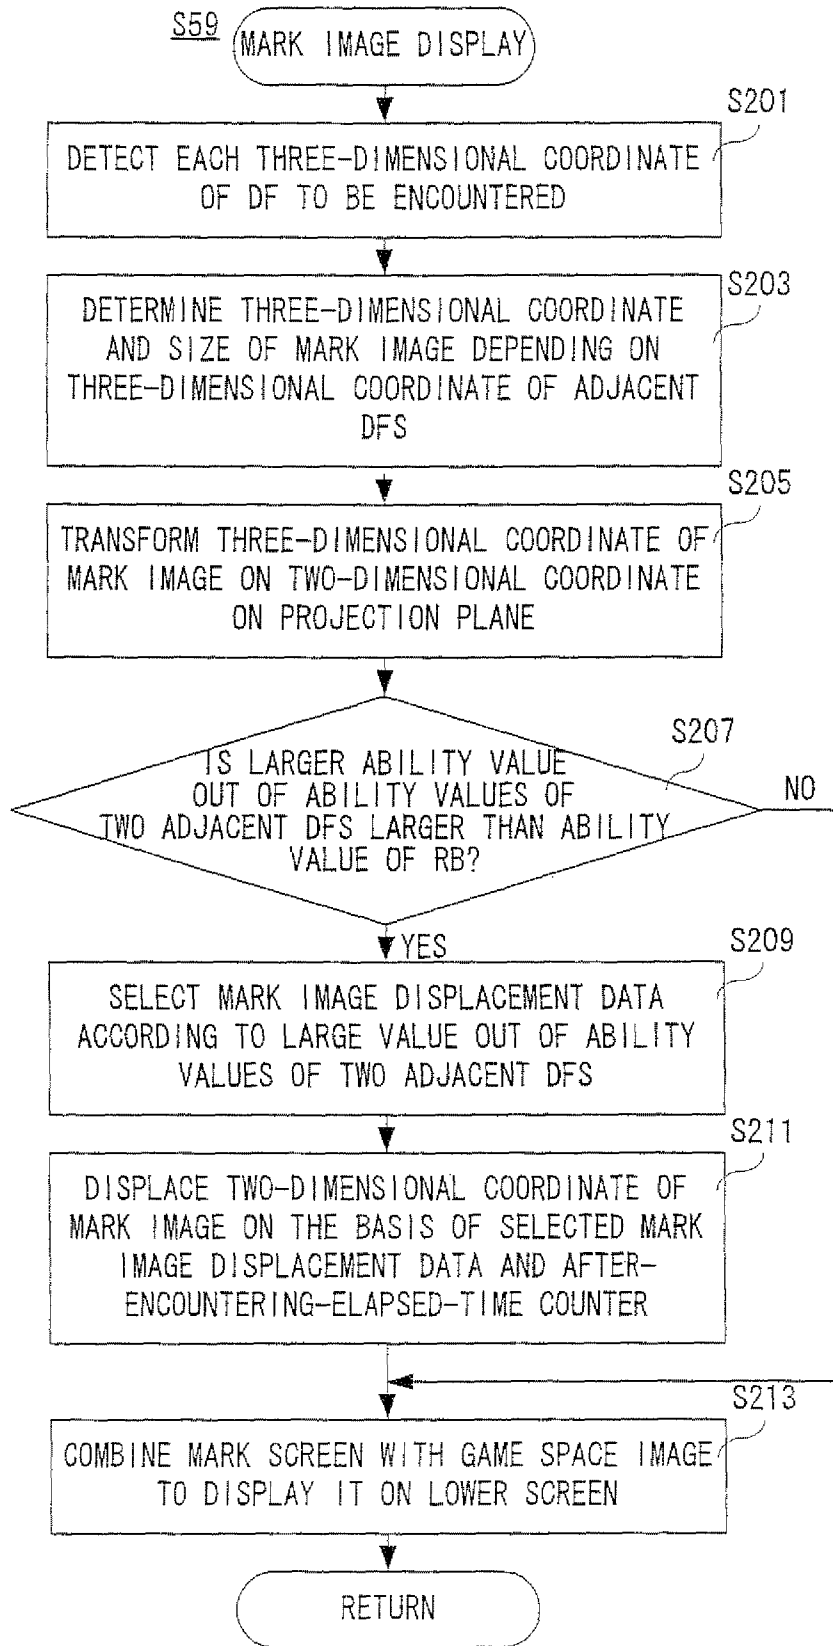 S59
MARK IMAGE DISPLAY
S201
DETECT EACH THREE-DIMENSIONAL COORDINATE
OF DF TO BE ENCOUNTERED
S203
DETERMINE THREE-DIMENSIONAL COORDINATE
AND SIZE OF MARK IMAGE DEPENDING ON
THREE-DIMENSIONAL COORDINATE OF ADJACENT
DFS
S205
TRANSFORM THREE-DIMENSIONAL COORDINATE OF
MARK IMAGE ON TWO-DIMENSIONAL COORDINATE
ON PROJECTION PLANE
S207
IS LARGER ABILITY VALUE
OUT OF ABILITY VALUES OF
TWO ADJACENT DFS LARGER THAN ABILITY
VALUE OF RB?
NO
YES
S209
SELECT MARK IMAGE DISPLACEMENT DATA
ACCORDING TO LARGE VALUE OUT OF ABILITY
VALUES OF TWO ADJACENT DFS
S211
DISPLACE TWO-DIMENSIONAL COORDINATE OF
MARK IMAGE ON THE BASIS OF SELECTED MARK
IMAGE DISPLACEMENT DATA AND AFTER-
ENCOUNTERING-ELAPSED-TIME COUNTER
S213
COMBINE MARK SCREEN WITH GAME SPACE IMAGE
TO DISPLAY IT ON LOWER SCREEN
RETURN